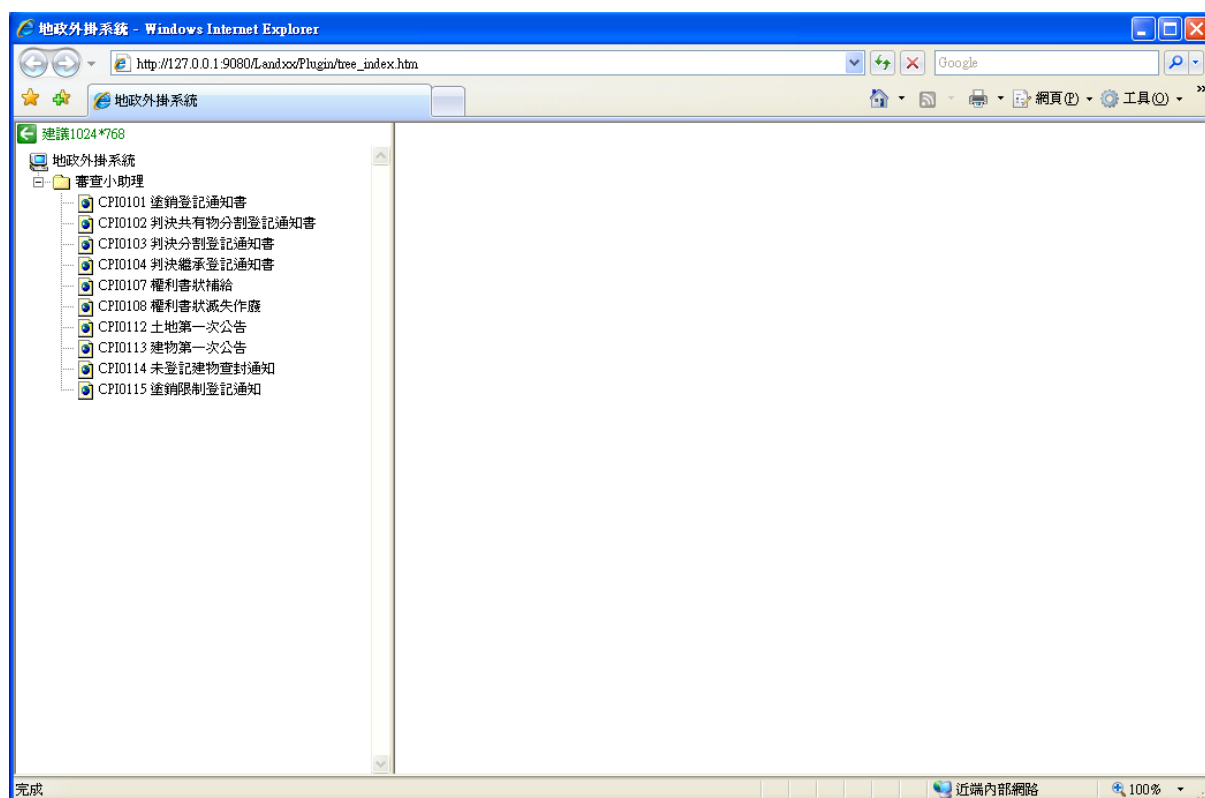 地政外掛系統 - Windows Internet Explorer
http://127.0.0.1:9080/Landxx/Plugin/tree_index.htm
Google
地政外掛系統
網頁(P)
工具(O)
建議1024*768
地政外掛系統
審查小助理
CPI0101 塗銷登記通知書
CPI0102 判決共有物分割登記通知書
CPI0103 判決分割登記通知書
CPI0104 判決繼承登記通知書
CPI0107 權利書狀補給
CPI0108 權利書狀滅失作廢
CPI0112 土地第一次公告
CPI0113 建物第一次公告
CPI0114 未登記建物查封通知
CPI0115 塗銷限制登記通知
完成
近端內部網路
100%